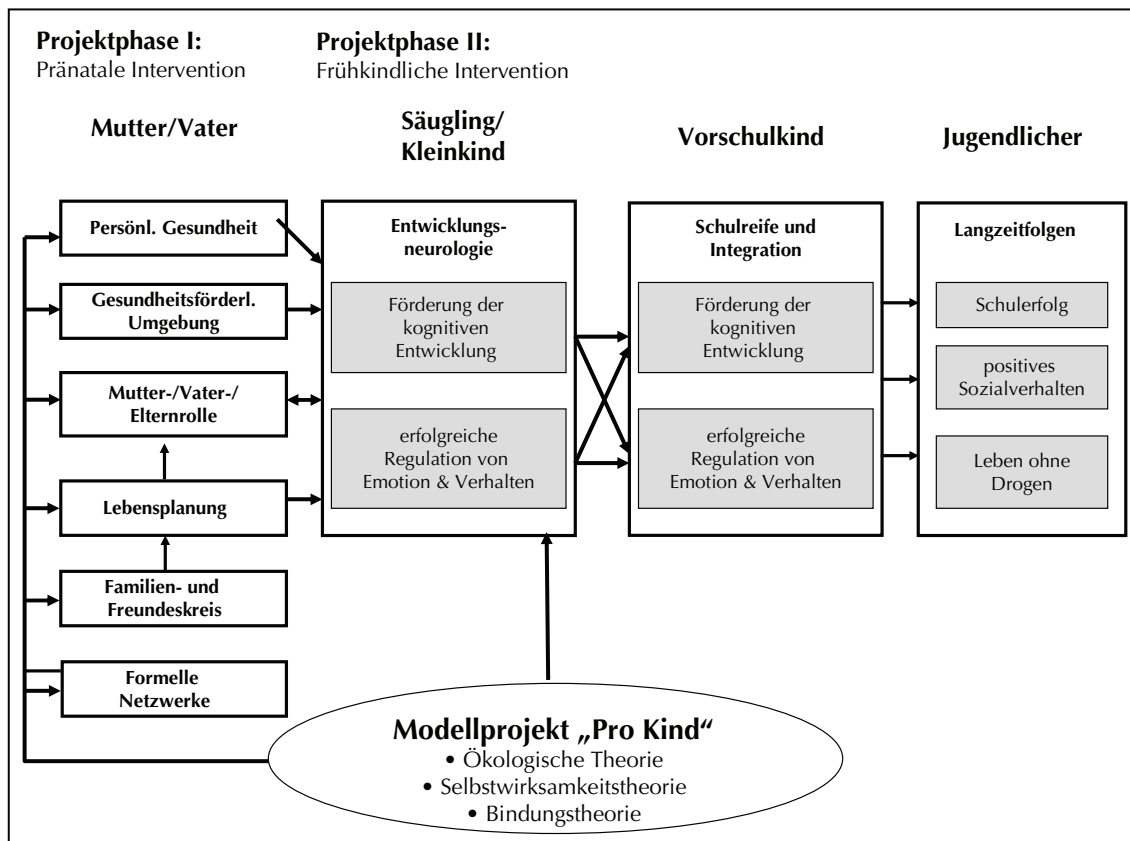 Projektphase I:
Pränatale Intervention
Projektphase II:
Frühkindliche Intervention
Mutter/Vater
Säugling/
Kleinkind
Vorschulkind
Jugendlicher
Persönl. Gesundheit
Gesundheitsförderl.
Umgebung
Mutter-/Vater-/
Elternrolle
Lebensplanung
Familien- und
Freundeskreis
Formelle
Netzwerke
Entwicklungs-
neurologie
Förderung der
kognitiven
Entwicklung
erfolgreiche
Regulation von
Emotion & Verhalten
Schulreife und
Integration
Förderung der
kognitiven
Entwicklung
erfolgreiche
Regulation von
Emotion & Verhalten
Langzeitfolgen
Schulerfolg
positives
Sozialverhalten
Leben ohne
Drogen
Modellprojekt „Pro Kind“
• Ökologische Theorie
• Selbstwirksamkeitstheorie
• Bindungstheorie